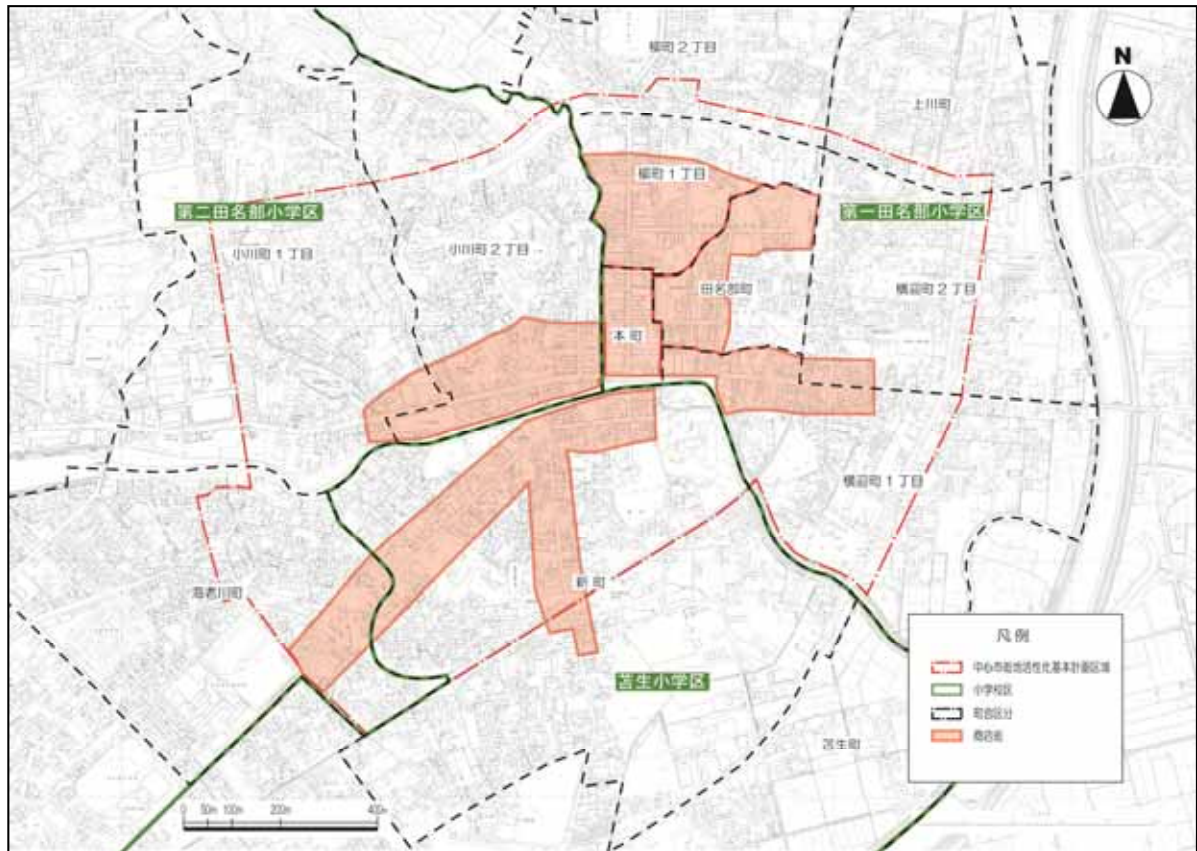 柳町2丁目
上川町
N
柳町1丁目
第二田名部小学区
第一田名部小学区
小川町1丁目
小川町2丁目
田名部町
横迎町2丁目
本町
横迎町1丁目
海老川町
新町
苫生小学区
苫生町
凡例
中心市街地活性化基本計画区域
小学校区
町会区分
商店街
0 50m 100m 200m 400m